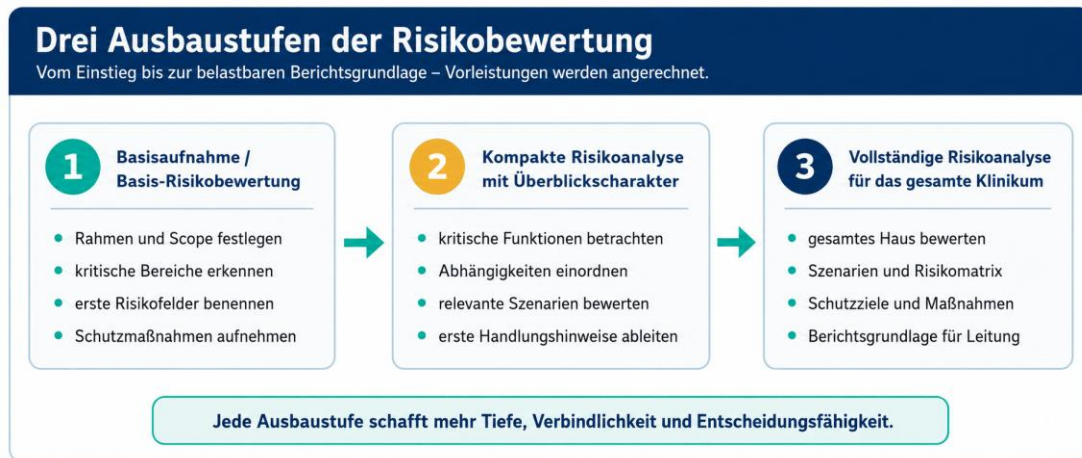 Drei Ausbaustufen der Risikobewertung
Vom Einstieg bis zur belastbaren Berichtsgrundlage – Vorleistungen werden angerechnet.
1
Basisaufnahme /
Basis-Risikobewertung
• Rahmen und Scope festlegen
• kritische Bereiche erkennen
• erste Risikofelder benennen
• Schutzmaßnahmen aufnehmen
2
Kompakte Risikoanalyse
mit Überblickscharakter
• kritische Funktionen betrachten
• Abhängigkeiten einordnen
• relevante Szenarien bewerten
• erste Handlungshinweise ableiten
3
Vollständige Risikoanalyse
für das gesamte Klinikum
• gesamtes Haus bewerten
• Szenarien und Risikomatrix
• Schutzziele und Maßnahmen
• Berichtsgrundlage für Leitung
Jede Ausbaustufe schafft mehr Tiefe, Verbindlichkeit und Entscheidungsfähigkeit.